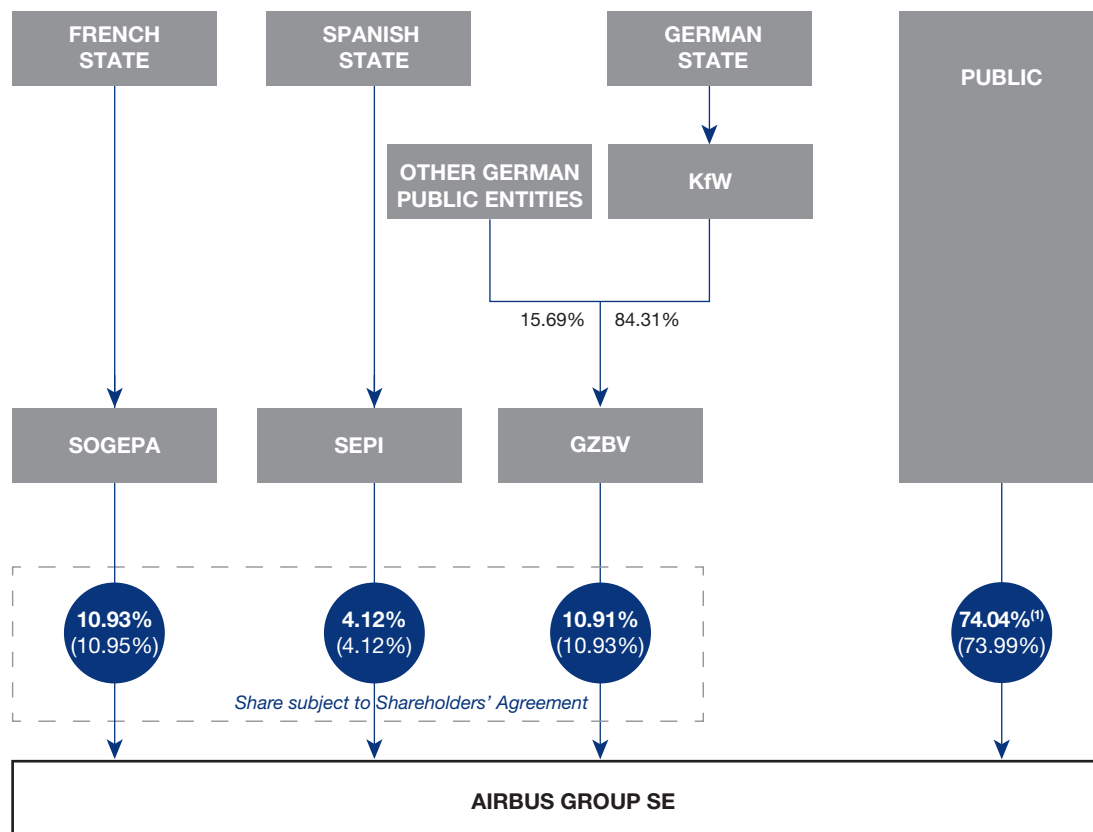 FRENCH
STATE
SPANISH
STATE
GERMAN
STATE
PUBLIC
OTHER GERMAN
PUBLIC ENTITIES
KfW
15.69%
84.31%
SOGEPA
SEPI
GZBV
10.93%
(10.95%)
4.12%
(4.12%)
10.91%
(10.93%)
74.04%(1)
(73.99%)
Share subject to Shareholders’ Agreement
AIRBUS GROUP SE